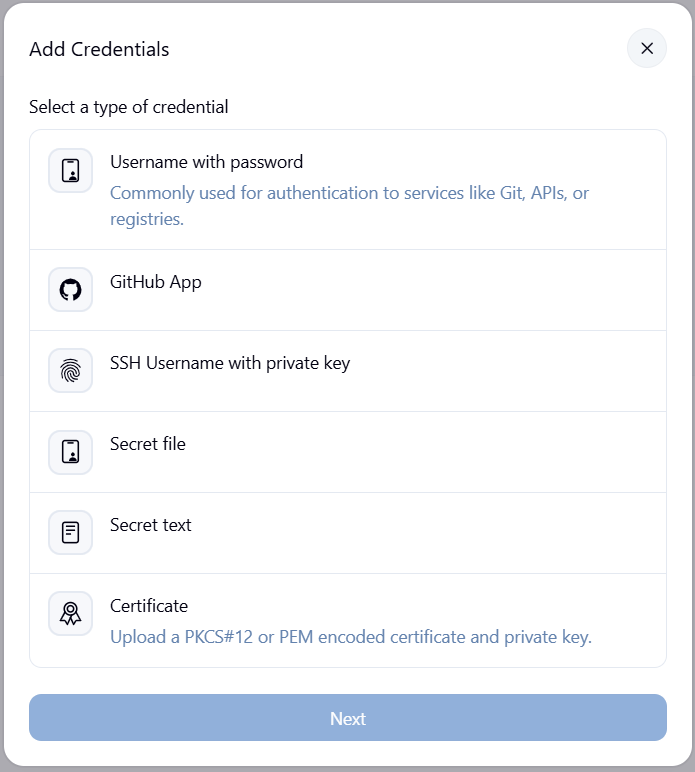 Add Credentials
Select a type of credential
Username with password
Commonly used for authentication to services like Git, APIs, or
registries.
GitHub App
SSH Username with private key
Secret file
Secret text
Certificate
Upload a PKCS#12 or PEM encoded certificate and private key.
Next